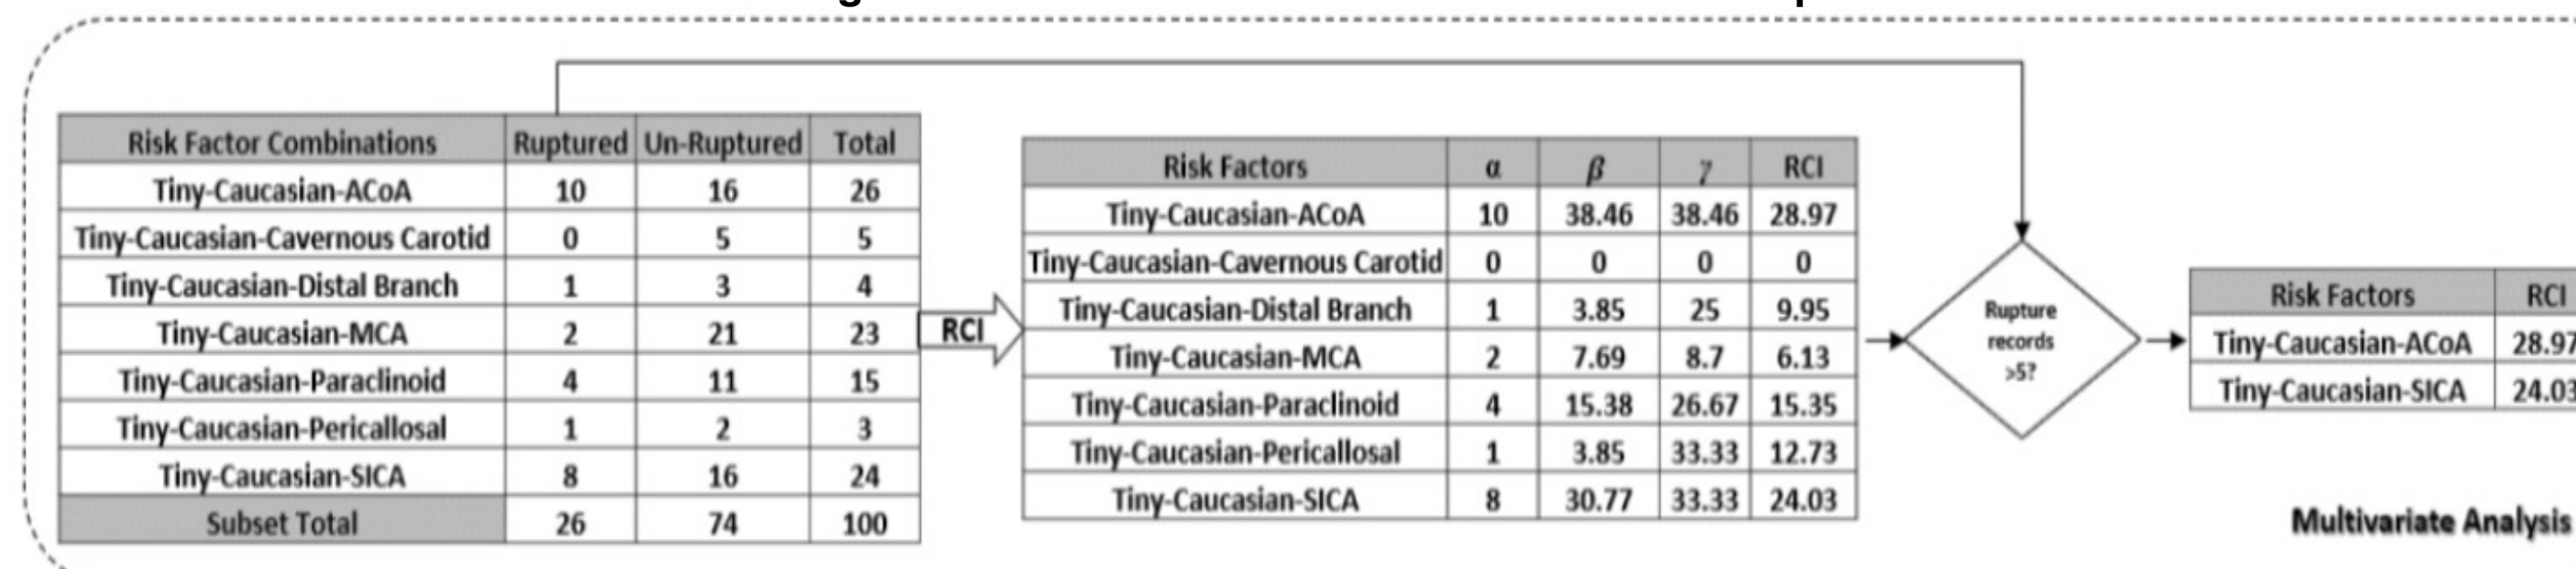 Risk Factor Combinations Ruptured Un-Ruptured Total
Tiny-Caucasian-ACoA 10 16 26
Tiny-Caucasian-Cavernous Carotid 0 5 5
Tiny-Caucasian-Distal Branch 1 3 4
Tiny-Caucasian-MCA 2 21 23
Tiny-Caucasian-Paraclinoid 4 11 15
Tiny-Caucasian-Pericallosal 1 2 3
Tiny-Caucasian-SICA 8 16 24
Subset Total 26 74 100
RCI
Risk Factors α β γ RCI
Tiny-Caucasian-ACoA 10 38.46 38.46 28.97
Tiny-Caucasian-Cavernous Carotid 0 0 0 0
Tiny-Caucasian-Distal Branch 1 3.85 25 9.95
Tiny-Caucasian-MCA 2 7.69 8.7 6.13
Tiny-Caucasian-Paraclinoid 4 15.38 26.67 15.35
Tiny-Caucasian-Pericallosal 1 3.85 33.33 12.73
Tiny-Caucasian-SICA 8 30.77 33.33 24.03
Rupture
records
>5?
Risk Factors RCI
Tiny-Caucasian-ACoA 28.97
Tiny-Caucasian-SICA 24.03
Multivariate Analysis